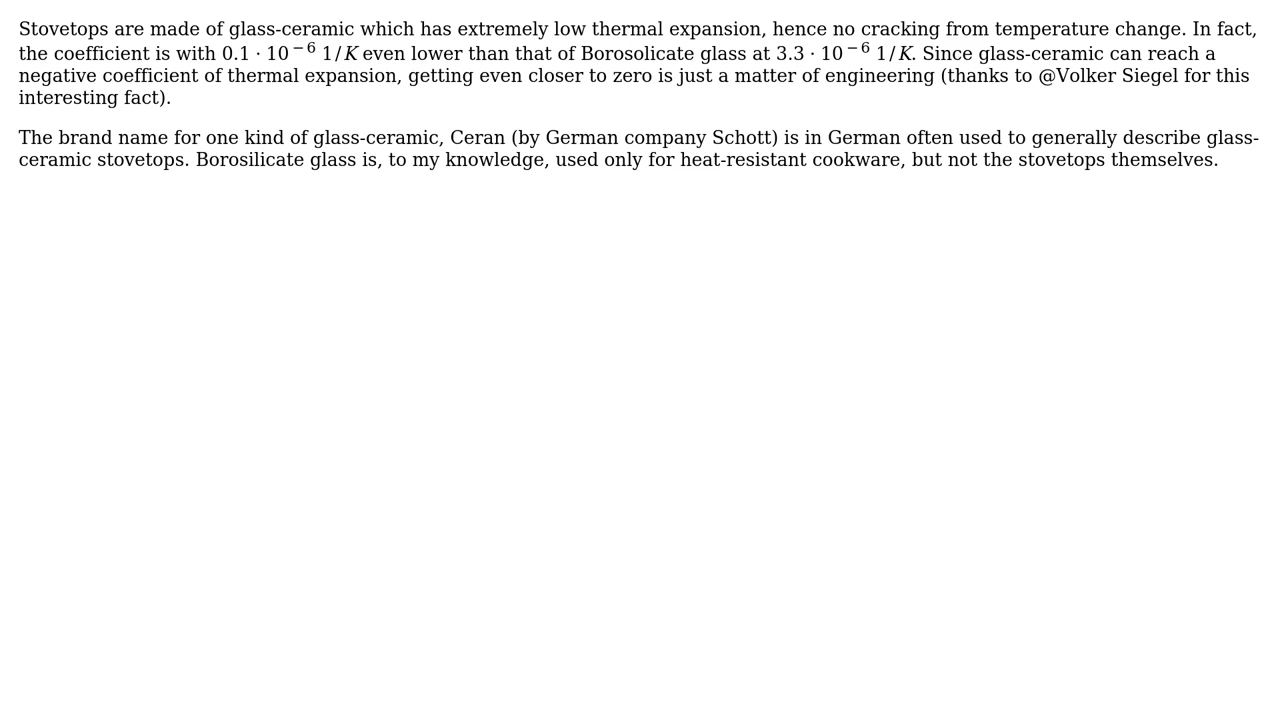 Stovetops are made of glass-ceramic which has extremely low thermal expansion, hence no cracking from temperature change. In fact,
the coefficient is with 0.1 · 10⁻⁶ 1/K even lower than that of Borosolicate glass at 3.3 · 10⁻⁶ 1/K. Since glass-ceramic can reach a
negative coefficient of thermal expansion, getting even closer to zero is just a matter of engineering (thanks to @Volker Siegel for this
interesting fact).
The brand name for one kind of glass-ceramic, Ceran (by German company Schott) is in German often used to generally describe glass-
ceramic stovetops. Borosilicate glass is, to my knowledge, used only for heat-resistant cookware, but not the stovetops themselves.